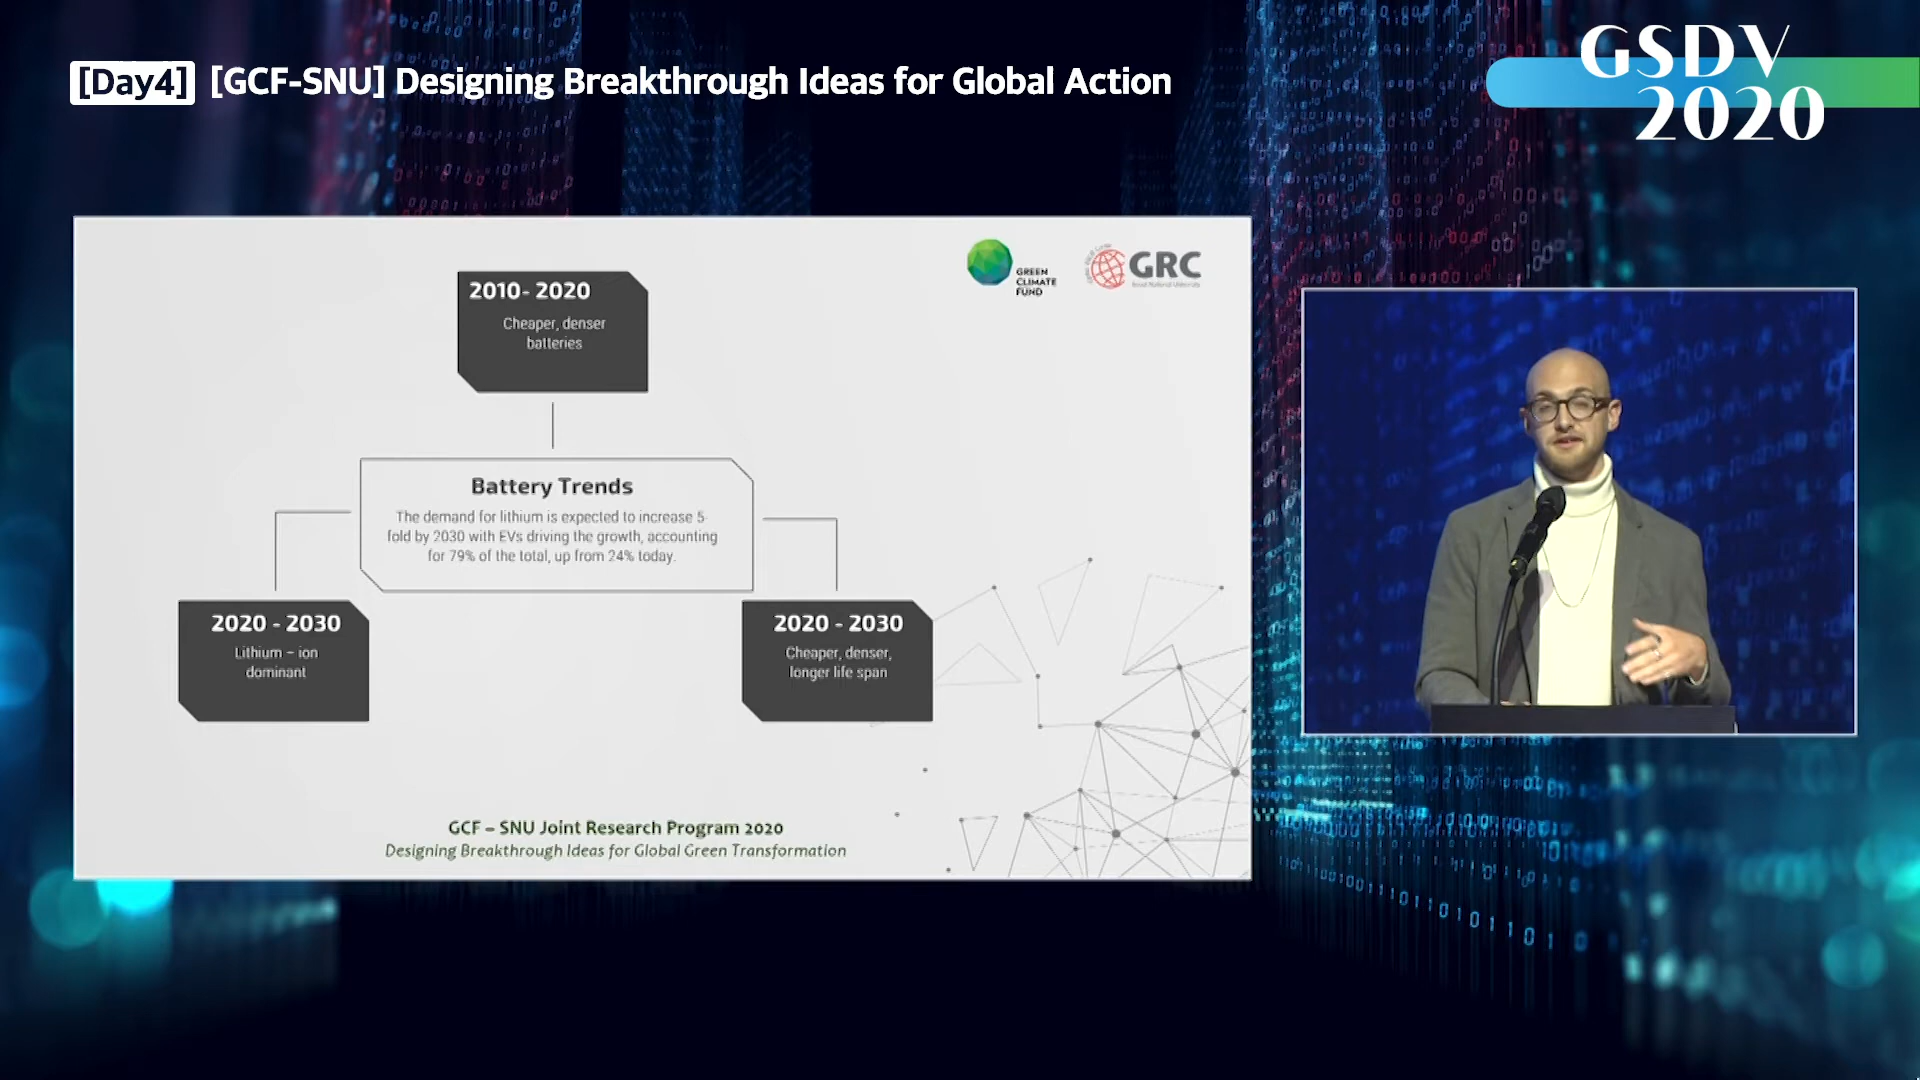 [Day4] [GCF-SNU] Designing Breakthrough Ideas for Global Action
GSDV
2020
GREEN
CLIMATE
FUND
GRC
Seoul National University
2010- 2020
Cheaper, denser
batteries
Battery Trends
The demand for lithium is expected to increase 5-
fold by 2030 with EVs driving the growth, accounting
for 79% of the total, up from 24% today.
2020 - 2030
Lithium – ion
dominant
2020 - 2030
Cheaper, denser,
longer life span
GCF – SNU Joint Research Program 2020
Designing Breakthrough Ideas for Global Green Transformation